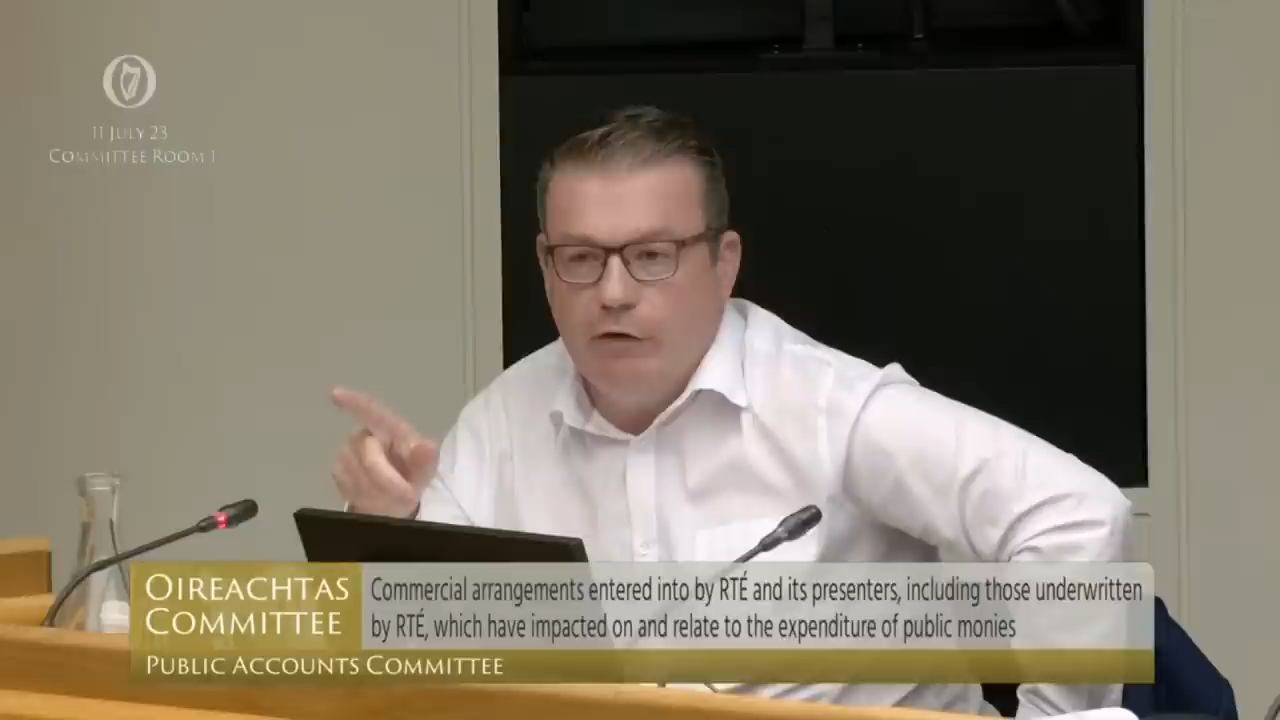 11 July 23
Committee Room 1
Oireachtas
Committee
Commercial arrangements entered into by RTÉ and its presenters, including those underwritten
by RTÉ, which have impacted on and relate to the expenditure of public monies
Public Accounts Committee